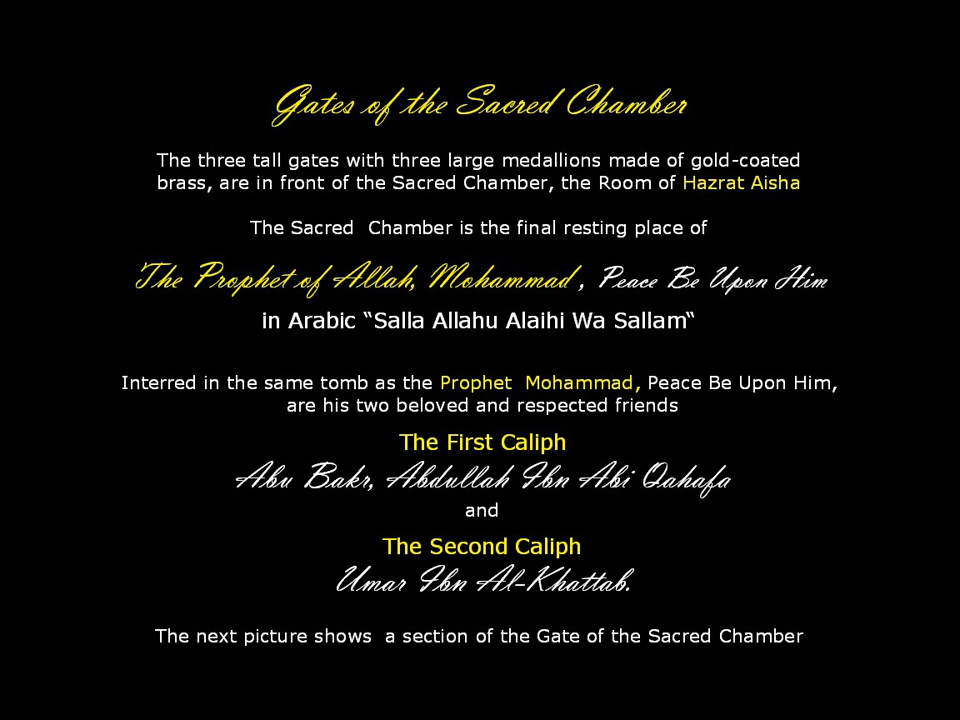 Gates of the Sacred Chamber
The three tall gates with three large medallions made of gold-coated
brass, are in front of the Sacred Chamber, the Room of Hazrat Aisha
The Sacred  Chamber is the final resting place of
The Prophet of Allah, Mohammad , Peace Be Upon Him
in Arabic “Salla Allahu Alaihi Wa Sallam“
Interred in the same tomb as the Prophet  Mohammad, Peace Be Upon Him,
are his two beloved and respected friends
The First Caliph
Abu Bakr, Abdullah Ibn Abi Qahafa
and
The Second Caliph
Umar Ibn Al-Khattab.
The next picture shows  a section of the Gate of the Sacred Chamber